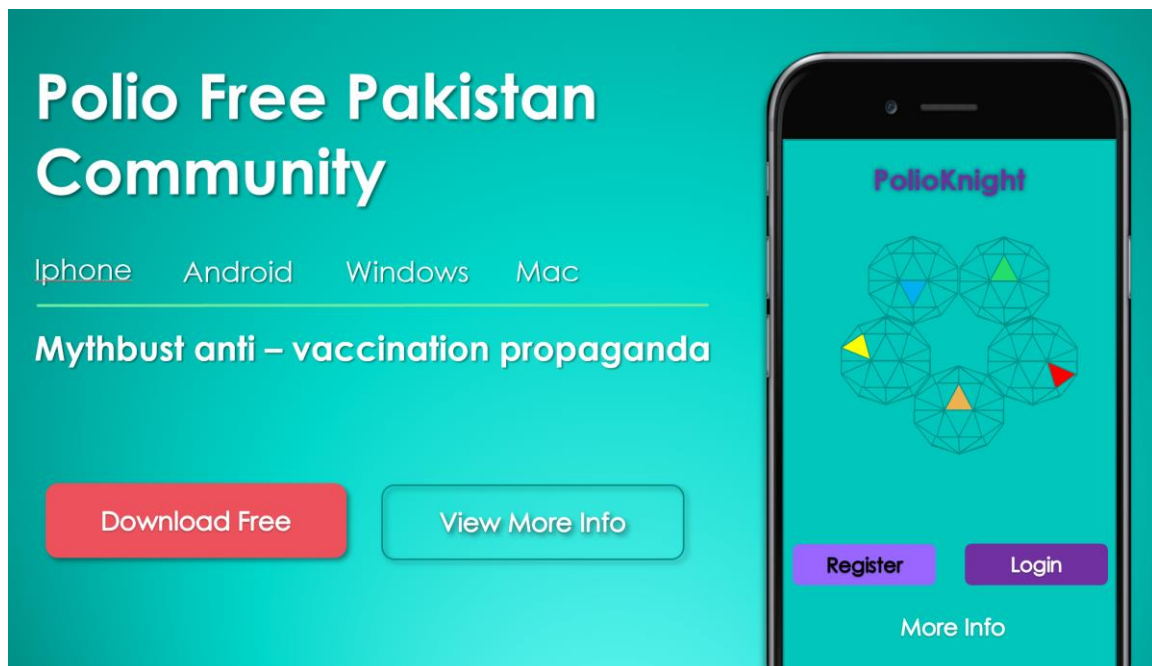 Polio Free Pakistan
Community
Iphone Android Windows Mac
Mythbust anti – vaccination propaganda
Download Free
View More Info
PolioKnight
Register
Login
More Info